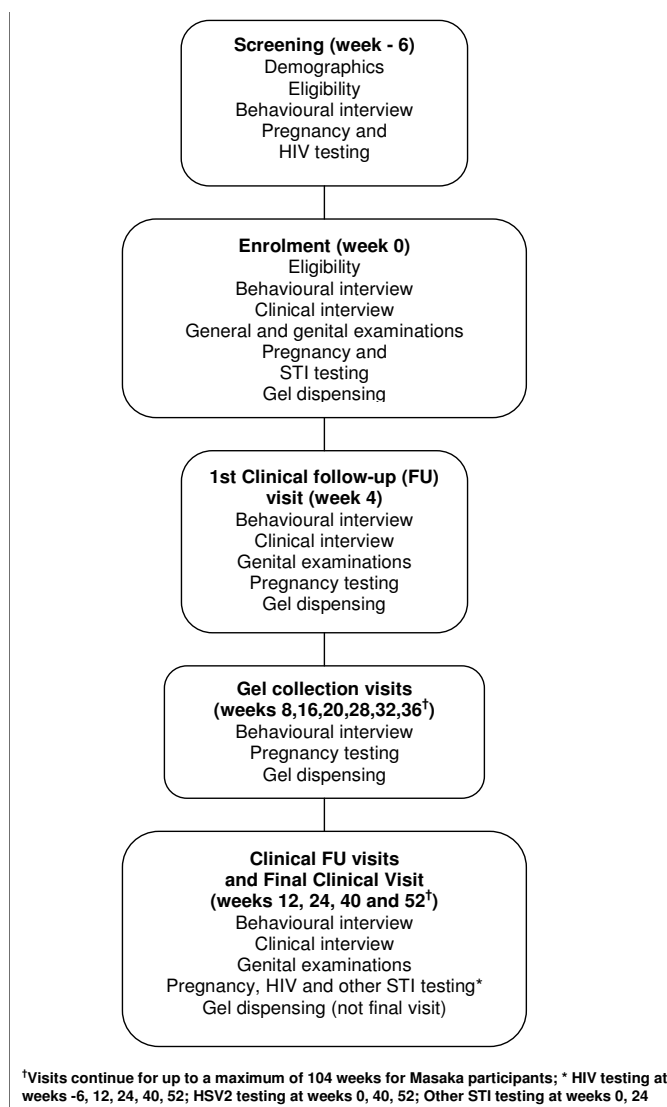 Screening (week - 6)
Demographics
Eligibility
Behavioural interview
Pregnancy and
HIV testing
Enrolment (week 0)
Eligibility
Behavioural interview
Clinical interview
General and genital examinations
Pregnancy and
STI testing
Gel dispensing
1st Clinical follow-up (FU)
visit (week 4)
Behavioural interview
Clinical interview
Genital examinations
Pregnancy testing
Gel dispensing
Gel collection visits
(weeks 8,16,20,28,32,36†)
Behavioural interview
Pregnancy testing
Gel dispensing
Clinical FU visits
and Final Clinical Visit
(weeks 12, 24, 40 and 52†)
Behavioural interview
Clinical interview
Genital examinations
Pregnancy, HIV and other STI testing*
Gel dispensing (not final visit)
†Visits continue for up to a maximum of 104 weeks for Masaka participants; * HIV testing at
weeks -6, 12, 24, 40, 52; HSV2 testing at weeks 0, 40, 52; Other STI testing at weeks 0, 24